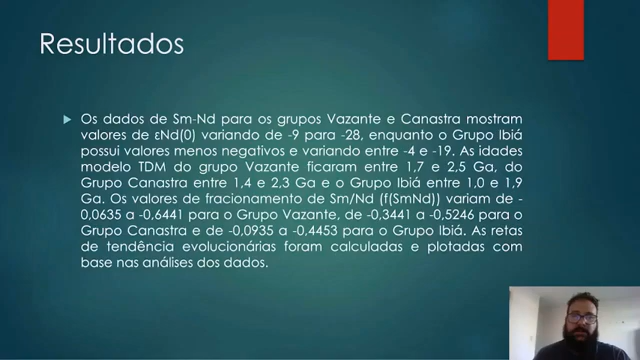 Resultados
Os dados de Sm-Nd para os grupos Vazante e Canastra mostram
valores de εNd(0) variando de -9 para -28, enquanto o Grupo Ibiá
possui valores menos negativos e variando entre -4 e -19. As idades
modelo TDM do grupo Vazante ficaram entre 1,7 e 2,5 Ga, do
Grupo Canastra entre 1,4 e 2,3 Ga e o Grupo Ibiá entre 1,0 e 1,9
Ga. Os valores de fracionamento de Sm/Nd (f(SmNd)) variam de -
0,0635 a -0,6441 para o Grupo Vazante, de -0,3441 a -0,5246 para o
Grupo Canastra e de -0,0935 a -0,4453 para o Grupo Ibiá. As retas
de tendência evolucionárias foram calculadas e plotadas com
base nas análises dos dados.